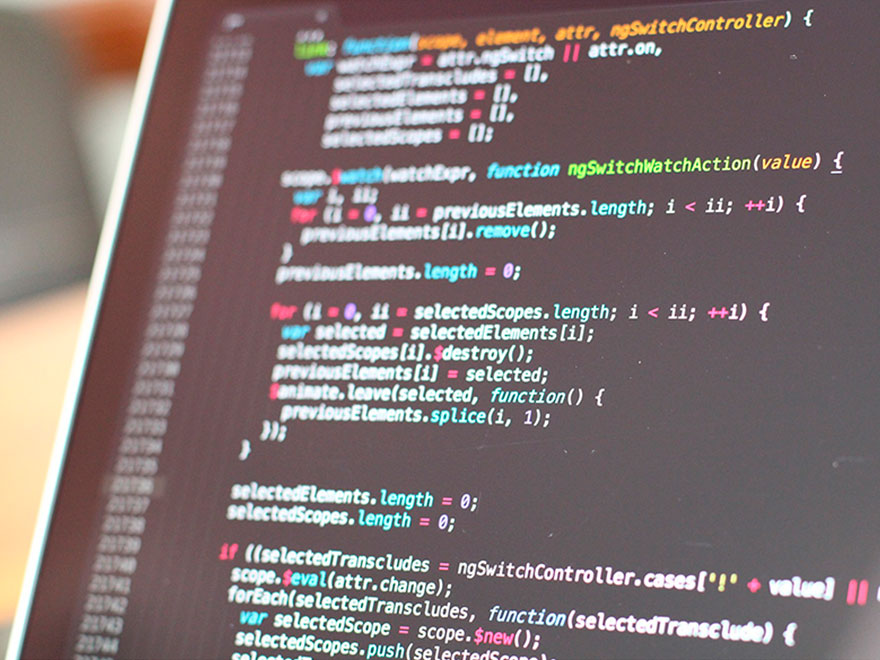 link: function(scope, element, attr, ngSwitchController) {
var watchExpr = attr.ngSwitch || attr.on,
selectedTranscludes = [],
selectedElements = [],
previousElements = [],
selectedScopes = [];
scope.$watch(watchExpr, function ngSwitchWatchAction(value) {
var i, ii;
for (i = 0, ii = previousElements.length; i < ii; ++i) {
previousElements[i].remove();
}
previousElements.length = 0;
for (i = 0, ii = selectedScopes.length; i < ii; ++i) {
var selected = selectedElements[i];
selectedScopes[i].$destroy();
previousElements[i] = selected;
$animate.leave(selected, function() {
previousElements.splice(i, 1);
});
}
selectedElements.length = 0;
selectedScopes.length = 0;
if ((selectedTranscludes = ngSwitchController.cases['!' + value] ||
scope.$eval(attr.change);
forEach(selectedTranscludes, function(selectedTransclude) {
var selectedScope = scope.$new();
selectedScopes.push(selectedScope);